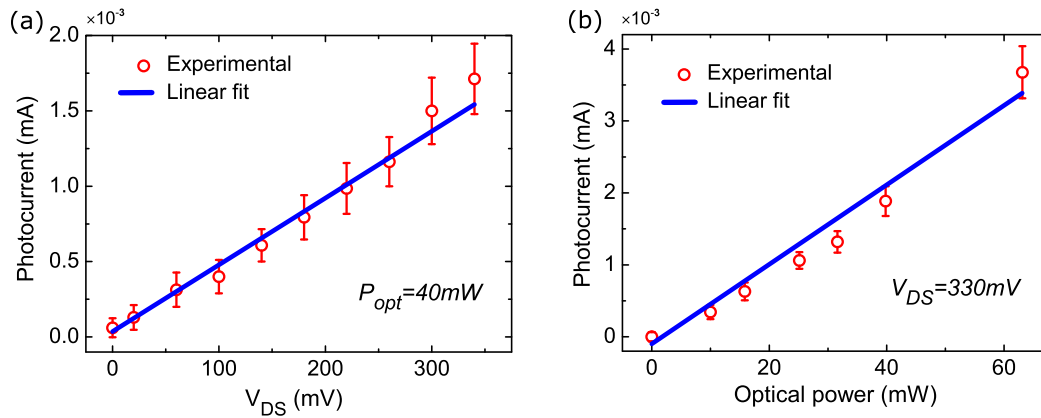 (a)
×10⁻³
2.0
1.5
1.0
0.5
0.0
Photocurrent (mA)
Experimental
Linear fit
P_opt=40mW
0 100 200 300
V_DS (mV)
(b)
×10⁻³
4
3
2
1
0
Photocurrent (mA)
Experimental
Linear fit
V_DS=330mV
0 20 40 60
Optical power (mW)